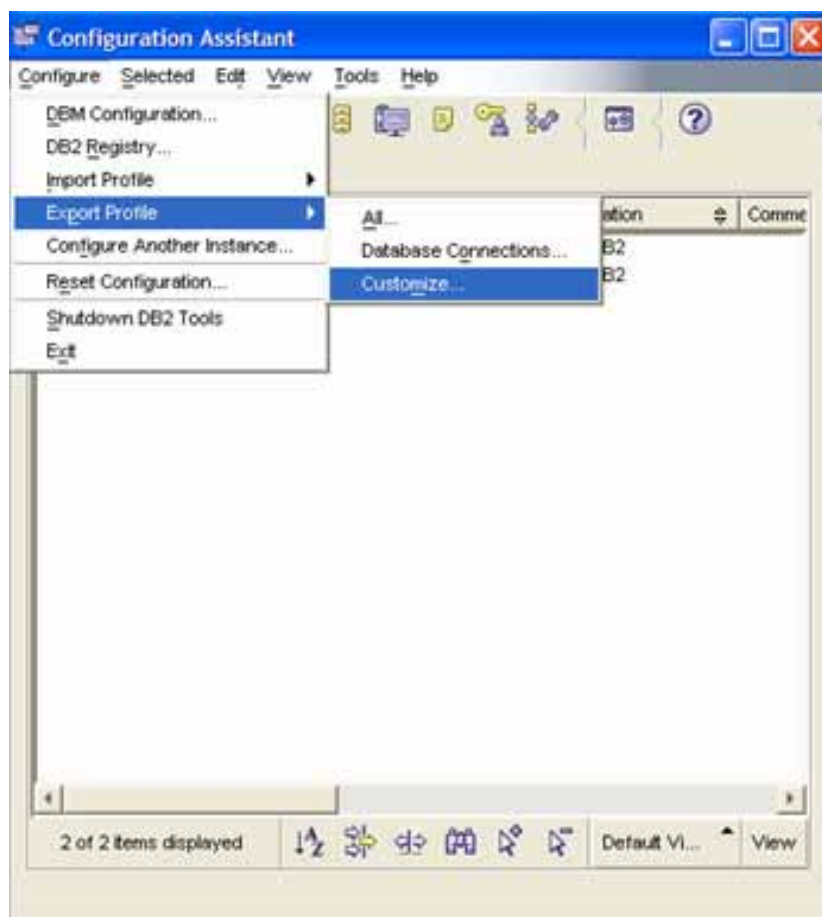 Configuration Assistant
Configure Selected Edit View Tools Help
DBM Configuration...
DB2 Registry...
Import Profile
Export Profile
Configure Another Instance...
Reset Configuration...
Shutdown DB2 Tools
Exit
All...
Database Connections...
Customize...
ation Comme
B2
B2
2 of 2 items displayed Default Vi... View